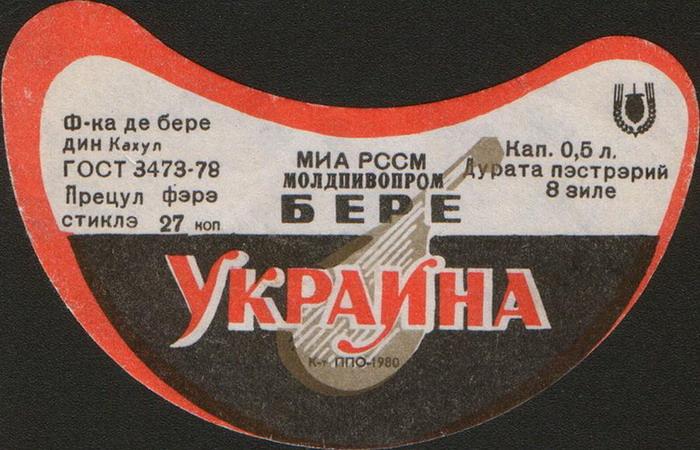 Ф-ка де бере
дин Кахул
ГОСТ 3473-78
Прецул фэрэ
стиклэ 27 коп
МИА РССМ
МОЛДПИВОПРОМ
БЕРЕ
Кап. 0,5 л.
Дурата пэстрэрий
8 зиле
УКРАИНА
К-т ППО-1980